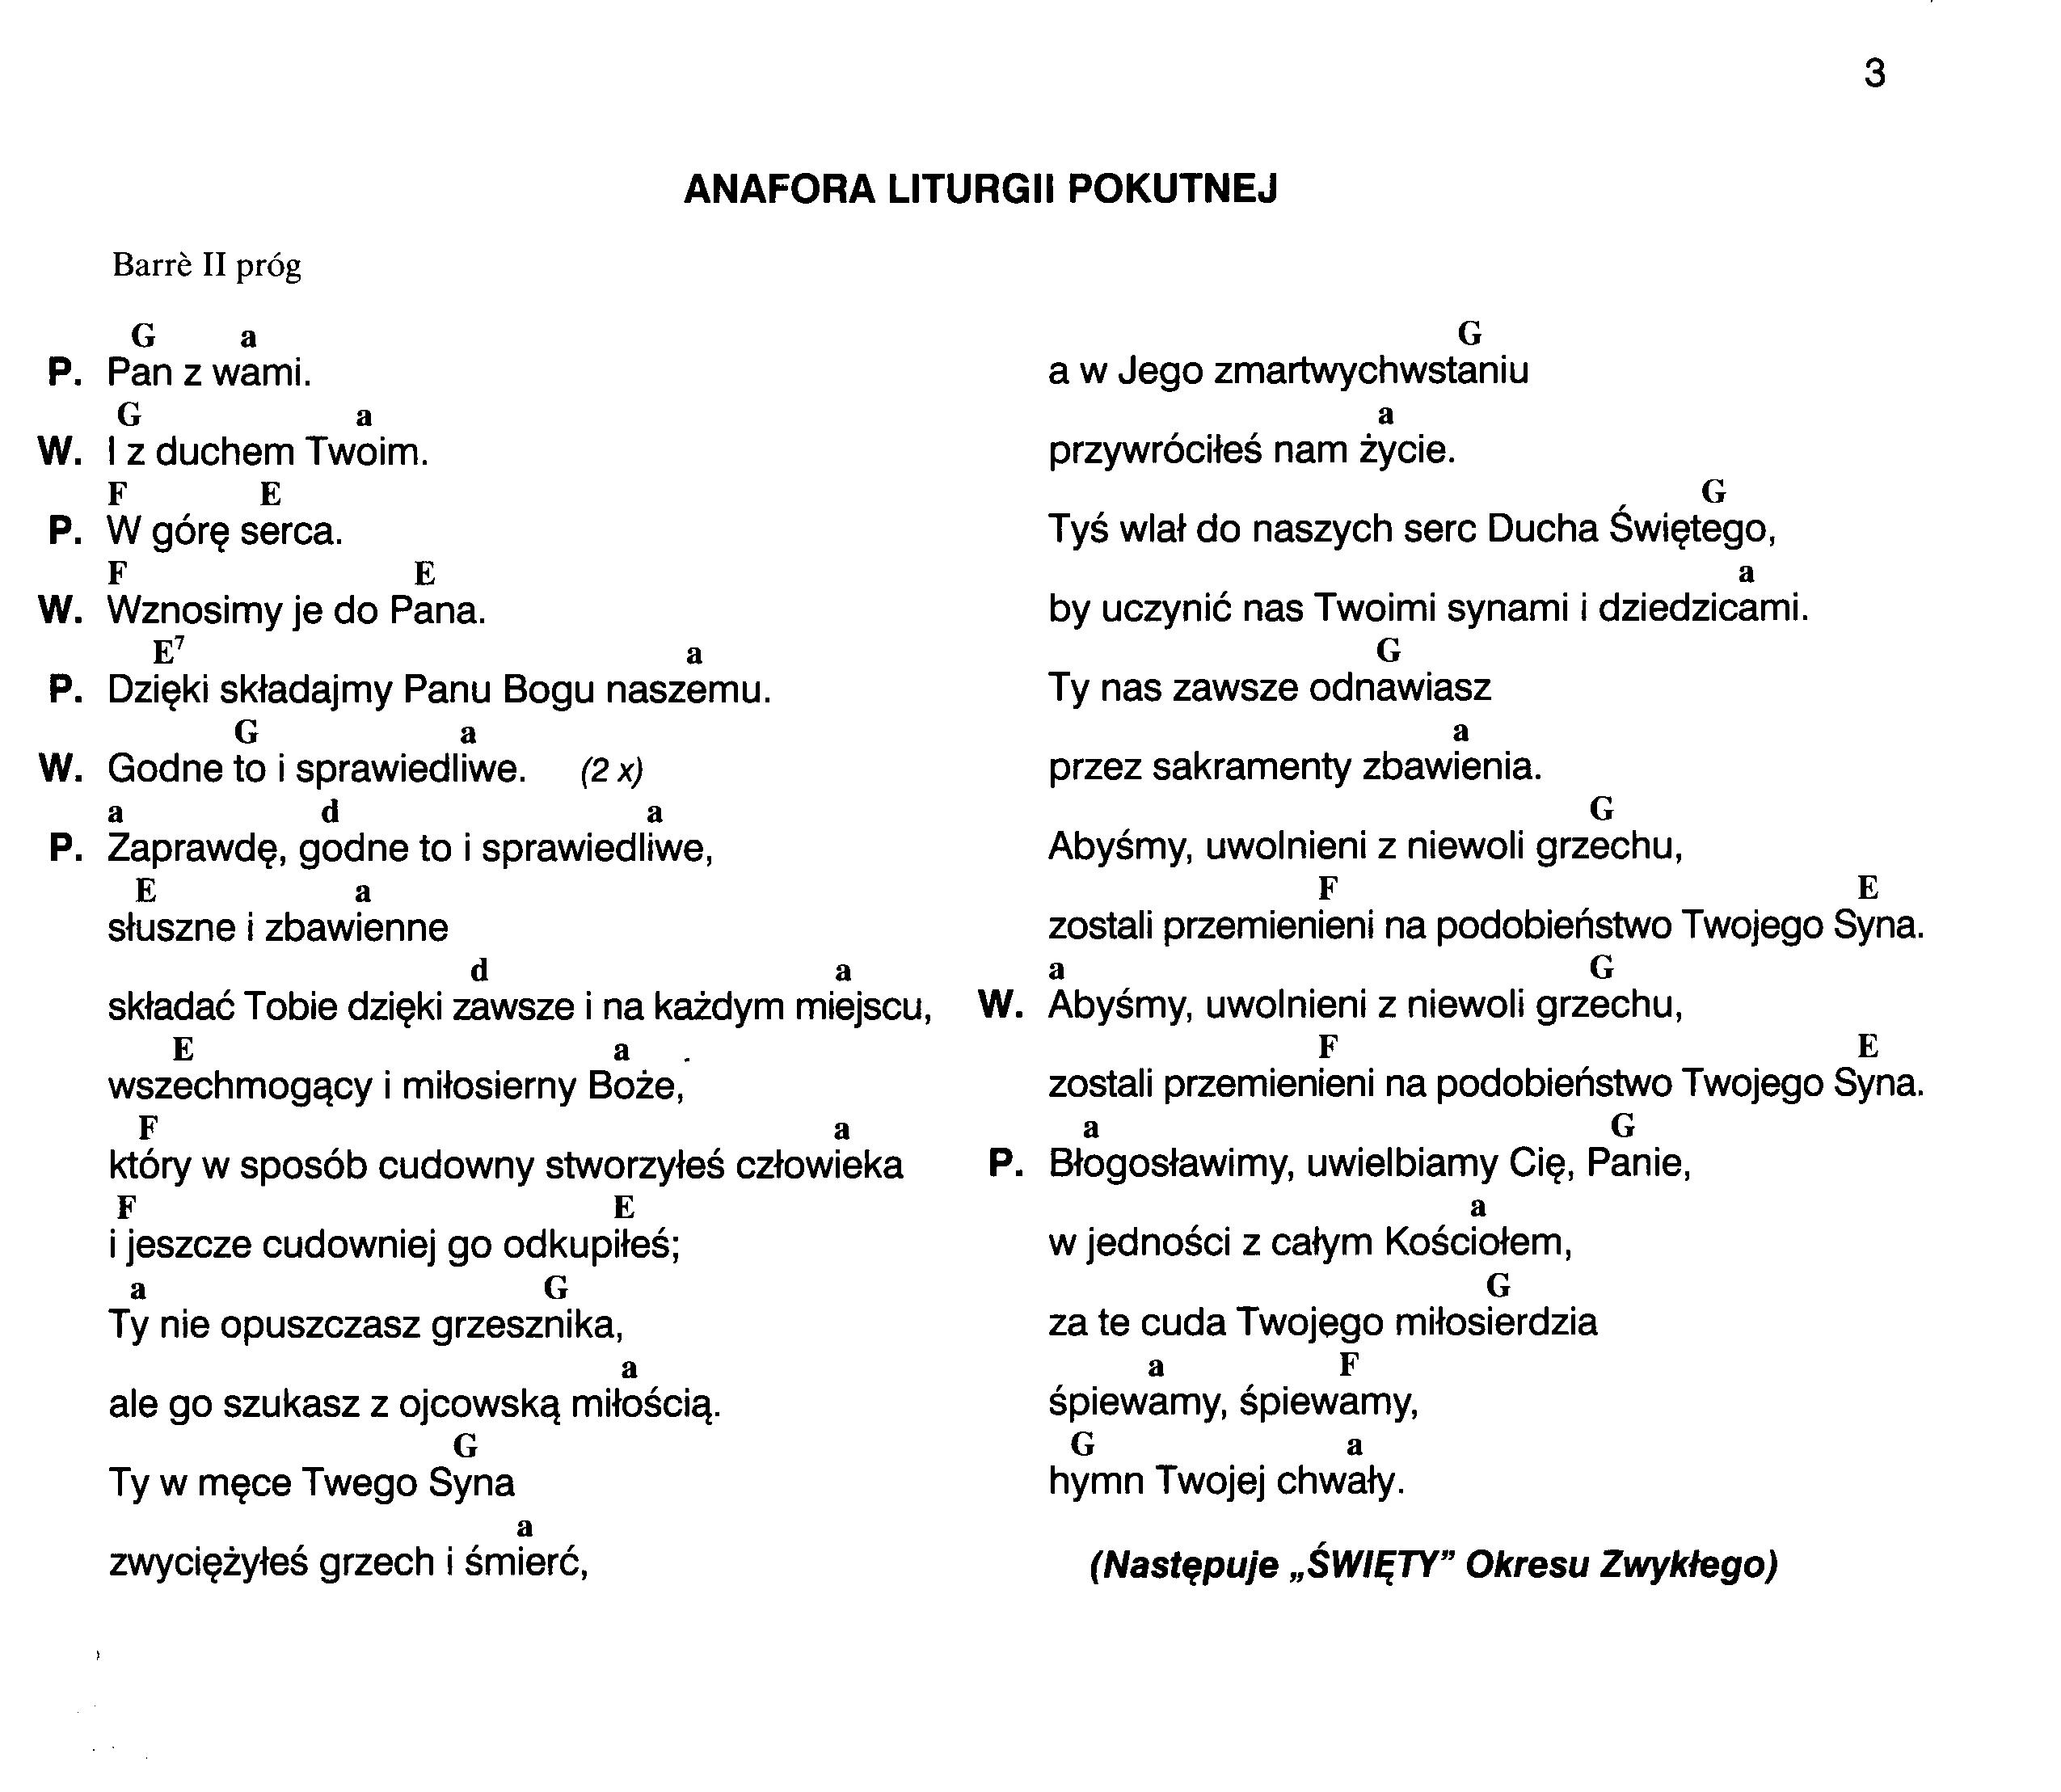 3
ANAFORA LITURGII POKUTNEJ
Barrè II próg
G a
P. Pan z wami.
G a
W. I z duchem Twoim.
F E
P. W górę serca.
F E
W. Wznosimy je do Pana.
E⁷ a
P. Dzięki składajmy Panu Bogu naszemu.
G a
W. Godne to i sprawiedliwe. (2 x)
a d a
P. Zaprawdę, godne to i sprawiedliwe,
E a
słuszne i zbawienne
d a
składać Tobie dzięki zawsze i na każdym miejscu,
E a
wszechmogący i miłosierny Boże,
F a
który w sposób cudowny stworzyłeś człowieka
F E
i jeszcze cudowniej go odkupiłeś;
a G
Ty nie opuszczasz grzesznika,
a
ale go szukasz z ojcowską miłością.
G
Ty w męce Twego Syna
a
zwyciężyłeś grzech i śmierć,
G
a w Jego zmartwychwstaniu
a
przywróciłeś nam życie.
G
Tyś wlał do naszych serc Ducha Świętego,
a
by uczynić nas Twoimi synami i dziedzicami.
G
Ty nas zawsze odnawiasz
a
przez sakramenty zbawienia.
G
Abyśmy, uwolnieni z niewoli grzechu,
F E
zostali przemienieni na podobieństwo Twojego Syna.
a G
W. Abyśmy, uwolnieni z niewoli grzechu,
F E
zostali przemienieni na podobieństwo Twojego Syna.
a G
P. Błogosławimy, uwielbiamy Cię, Panie,
a
w jedności z całym Kościołem,
G
za te cuda Twojego miłosierdzia
a F
śpiewamy, śpiewamy,
G a
hymn Twojej chwały.
(Następuje „ŚWIĘTY” Okresu Zwykłego)